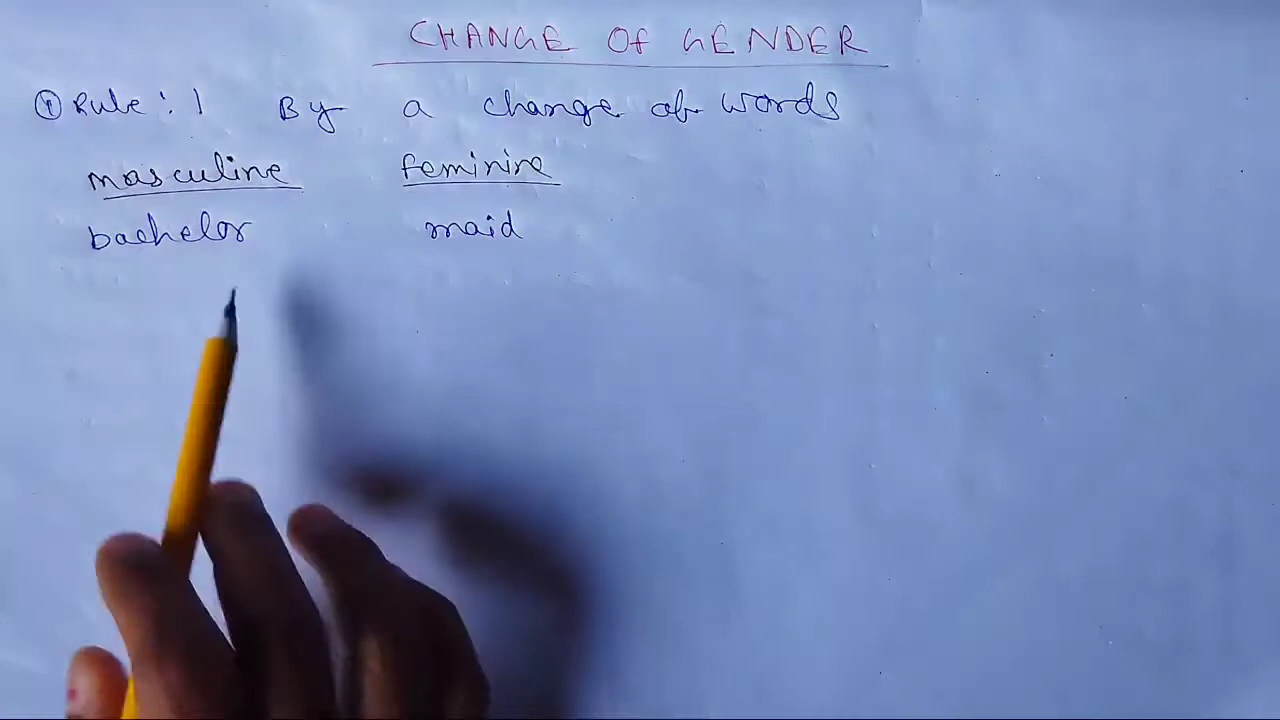 CHANGE OF GENDER
① Rule: 1 By a change of words
masculine feminine
bachelor maid